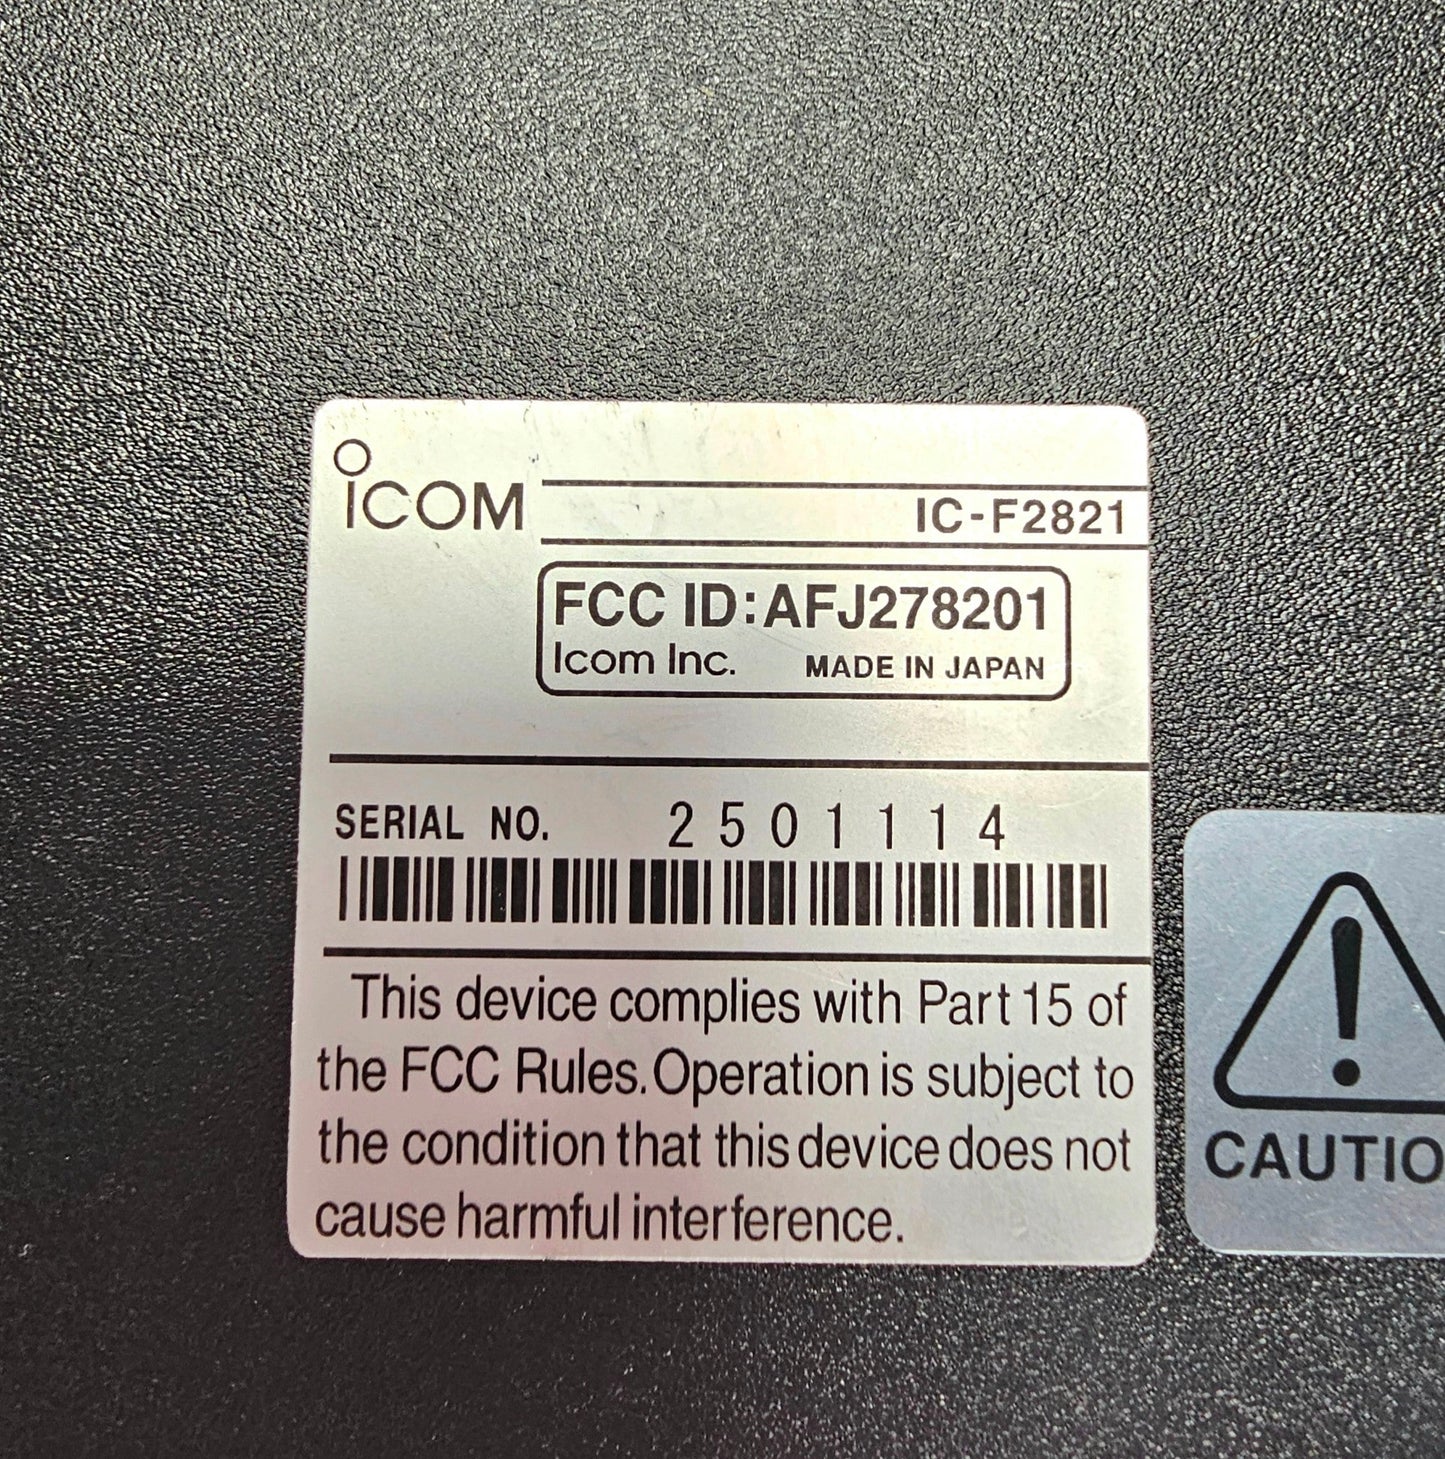 iCOM
IC-F2821
FCC ID:AFJ278201
Icom Inc. MADE IN JAPAN
SERIAL NO. 2501114
This device complies with Part 15 of
the FCC Rules. Operation is subject to
the condition that this device does not
cause harmful interference.
CAUTIO